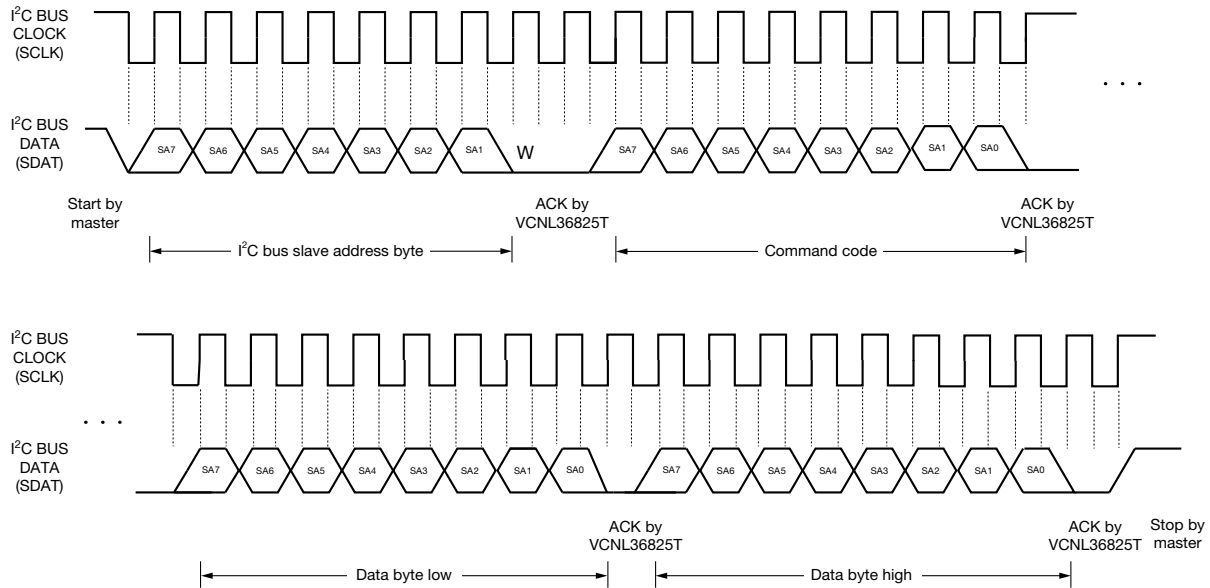 I²C BUS
CLOCK
(SCLK)
. . .
I²C BUS
DATA
(SDAT)
SA7 SA6 SA5 SA4 SA3 SA2 SA1 W SA7 SA6 SA5 SA4 SA3 SA2 SA1 SA0
Start by
master
ACK by
VCNL36825T
ACK by
VCNL36825T
I²C bus slave address byte
Command code
I²C BUS
CLOCK
(SCLK)
. . .
I²C BUS
DATA
(SDAT)
SA7 SA6 SA5 SA4 SA3 SA2 SA1 SA0 SA7 SA6 SA5 SA4 SA3 SA2 SA1 SA0
ACK by
VCNL36825T
ACK by
VCNL36825T
Stop by
master
Data byte low
Data byte high